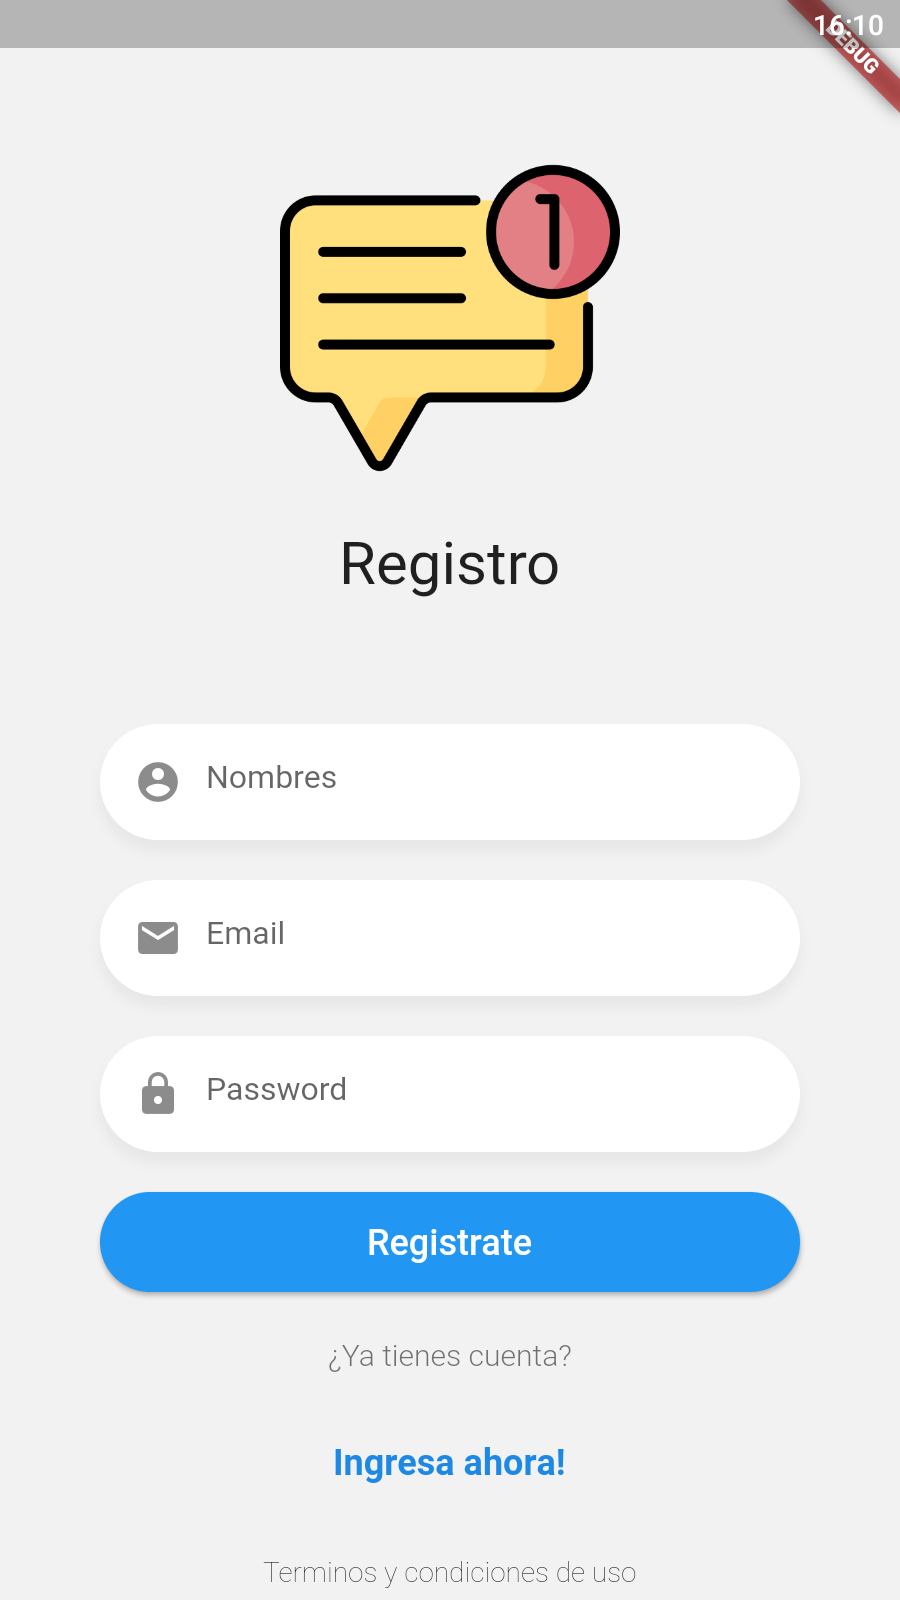 16:10
DEBUG
1
Registro
Nombres
Email
Password
Registrate
¿Ya tienes cuenta?
Ingresa ahora!
Terminos y condiciones de uso